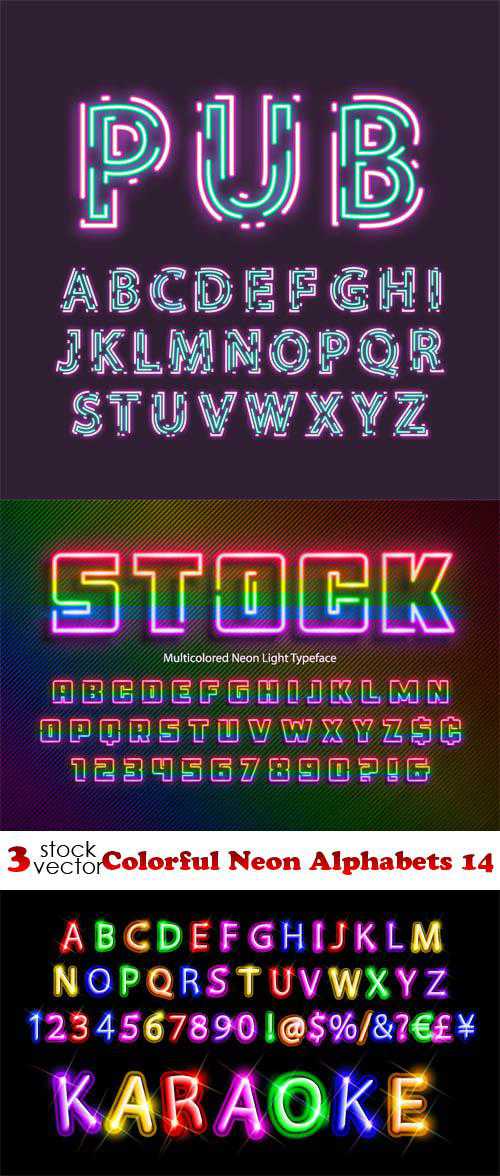 PUB
ABCDEFGHI
JKLMNOPQR
STUVWXYZ
STOCK
Multicolored Neon Light Typeface
ABCDEFGHIJKLMN
OPQRSTUVWXYZ$¢
1234567890?!&
3 stock vector Colorful Neon Alphabets 14
ABCDEFGHIJKLM
NOPQRSTUVWXYZ
1234567890!@$%/&?€£¥
KARAOKE